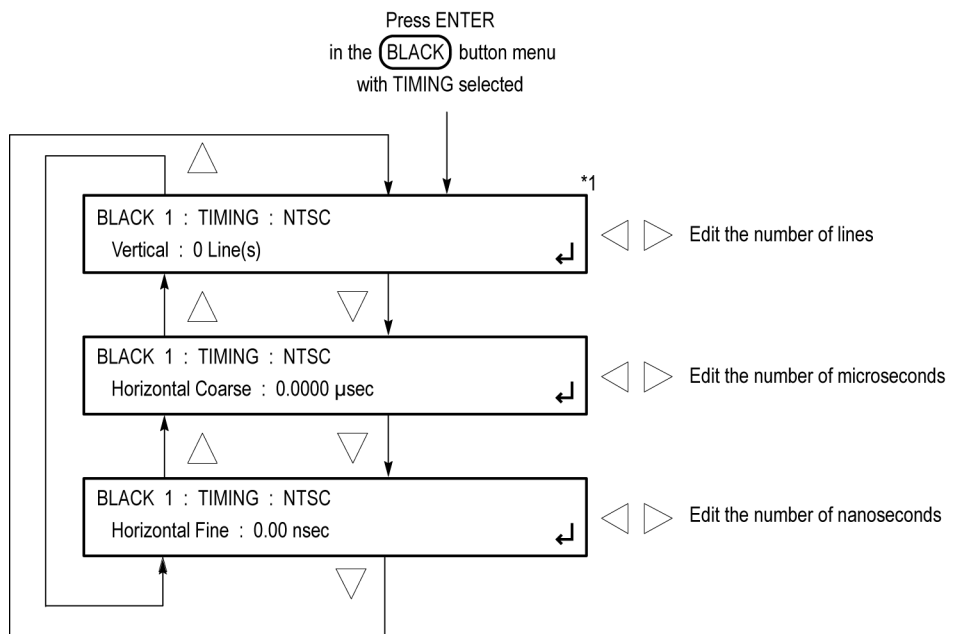 Press ENTER
in the BLACK button menu
with TIMING selected
*1
BLACK 1 : TIMING : NTSC
Vertical : 0 Line(s)
Edit the number of lines
BLACK 1 : TIMING : NTSC
Horizontal Coarse : 0.0000 µsec
Edit the number of microseconds
BLACK 1 : TIMING : NTSC
Horizontal Fine : 0.00 nsec
Edit the number of nanoseconds